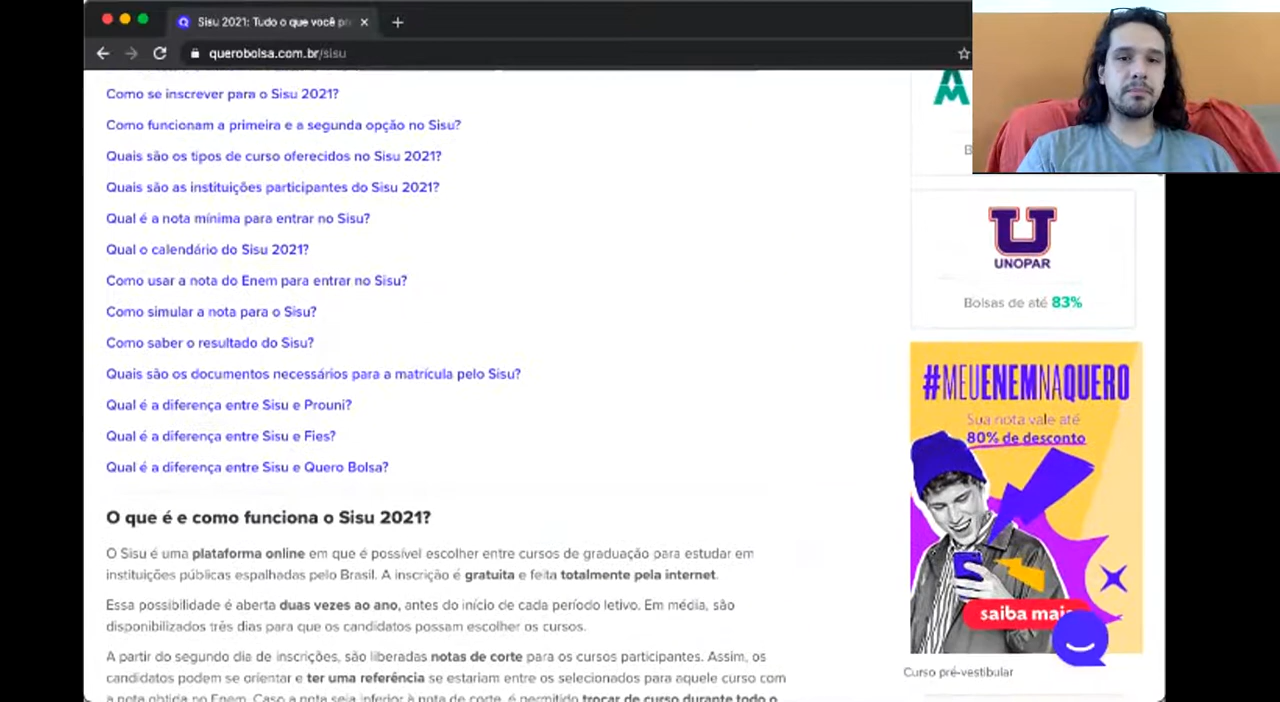 Sisu 2021: Tudo o que você
querobolsa.com.br/sisu
Como se inscrever para o Sisu 2021?
Como funcionam a primeira e a segunda opção no Sisu?
Quais são os tipos de curso oferecidos no Sisu 2021?
Quais são as instituições participantes do Sisu 2021?
Qual é a nota mínima para entrar no Sisu?
Qual o calendário do Sisu 2021?
Como usar a nota do Enem para entrar no Sisu?
Como simular a nota para o Sisu?
Como saber o resultado do Sisu?
Quais são os documentos necessários para a matrícula pelo Sisu?
Qual é a diferença entre Sisu e Prouni?
Qual é a diferença entre Sisu e Fies?
Qual é a diferença entre Sisu e Quero Bolsa?
O que é e como funciona o Sisu 2021?
O Sisu é uma plataforma online em que é possível escolher entre cursos de graduação para estudar em
instituições públicas espalhadas pelo Brasil. A inscrição é gratuita e feita totalmente pela internet.
Essa possibilidade é aberta duas vezes ao ano, antes do início de cada período letivo. Em média, são
disponibilizados três dias para que os candidatos possam escolher os cursos.
A partir do segundo dia de inscrições, são liberadas notas de corte para os cursos participantes. Assim, os
candidatos podem se orientar e ter uma referência se estariam entre os selecionados para aquele curso com
a nota obtida no Enem. Caso a nota seja inferior à nota de corte, é permitido trocar de curso durante todo o
AM
B
U
UNOPAR
Bolsas de até 83%
#MEUENEMNAQUERO
Sua nota vale até
80% de desconto
saiba mais
Curso pré-vestibular